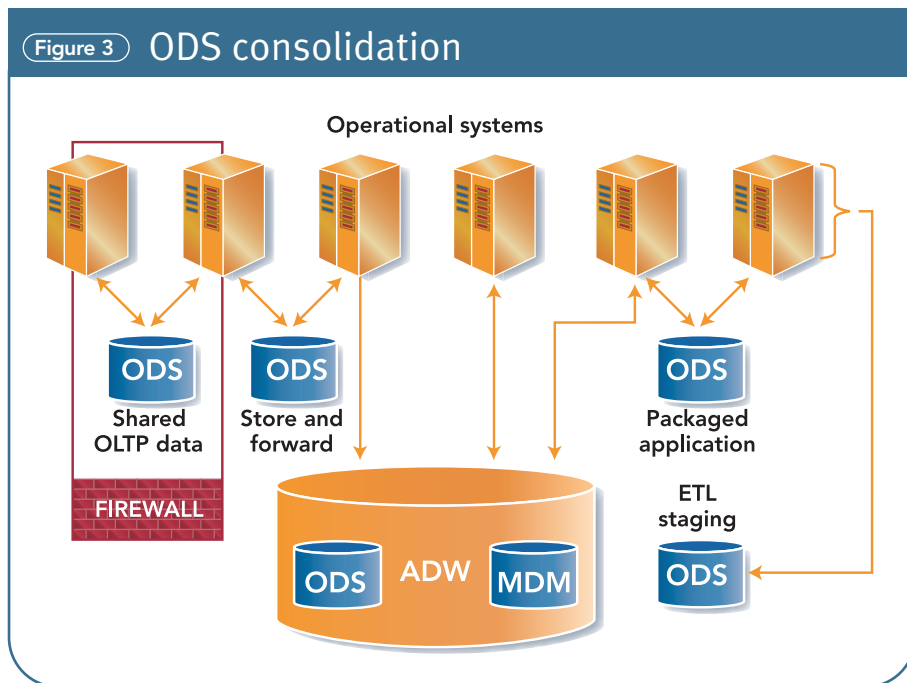 Figure 3 ODS consolidation
Operational systems
ODS
Shared
OLTP data
ODS
Store and
forward
ODS
Packaged
application
FIREWALL
ETL
staging
ODS
ADW
MDM
ODS